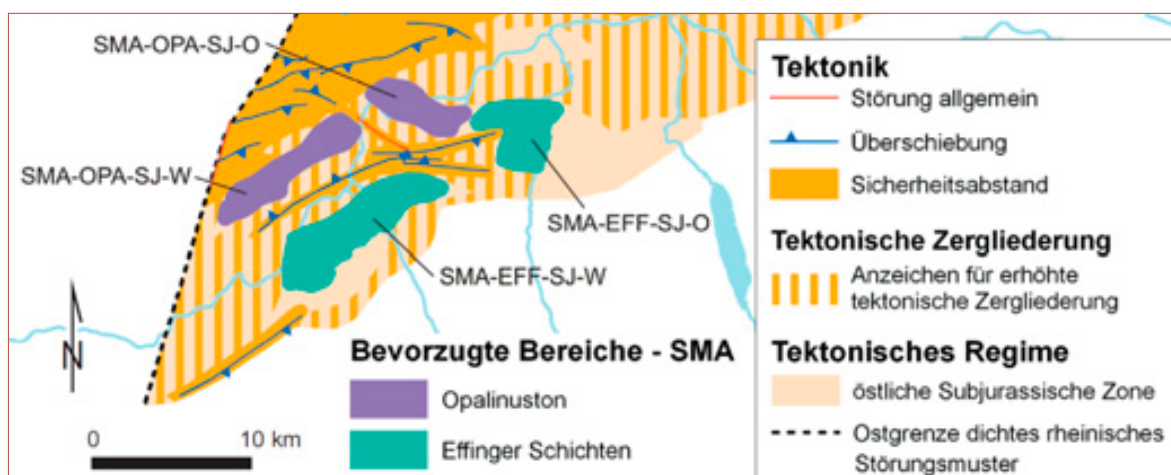 SMA-OPA-SJ-O
SMA-OPA-SJ-W
SMA-EFF-SJ-O
SMA-EFF-SJ-W
N
0 10 km
Bevorzugte Bereiche - SMA
Opalinuston
Effinger Schichten
Tektonik
Störung allgemein
Überschiebung
Sicherheitsabstand
Tektonische Zergliederung
Anzeichen für erhöhte
tektonische Zergliederung
Tektonisches Regime
östliche Subjurassische Zone
Ostgrenze dichtes rheinisches
Störungsmuster